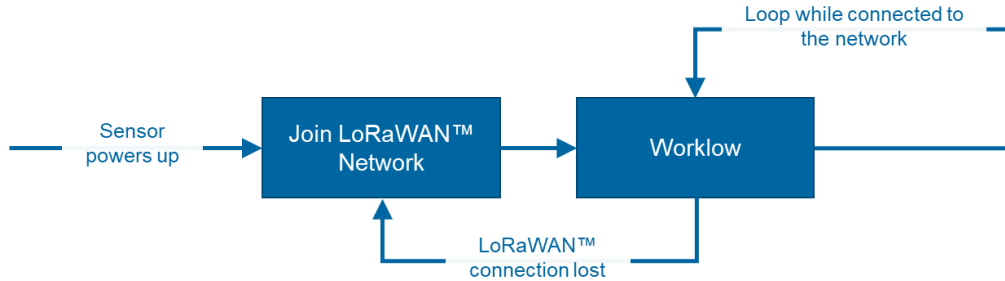 Loop while connected to
the network
Sensor
powers up
Join LoRaWAN™
Network
Worklow
LoRaWAN™
connection lost